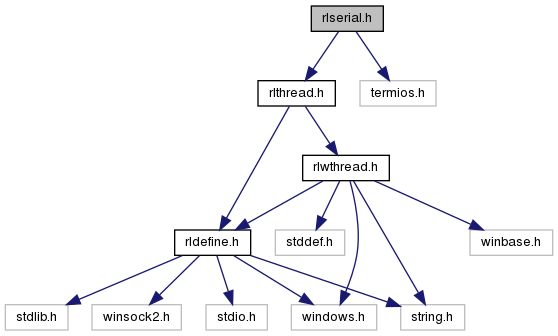 rlserial.h
rlthread.h
termios.h
rlwthread.h
rldefine.h
stddef.h
winbase.h
stdlib.h
winsock2.h
stdio.h
windows.h
string.h